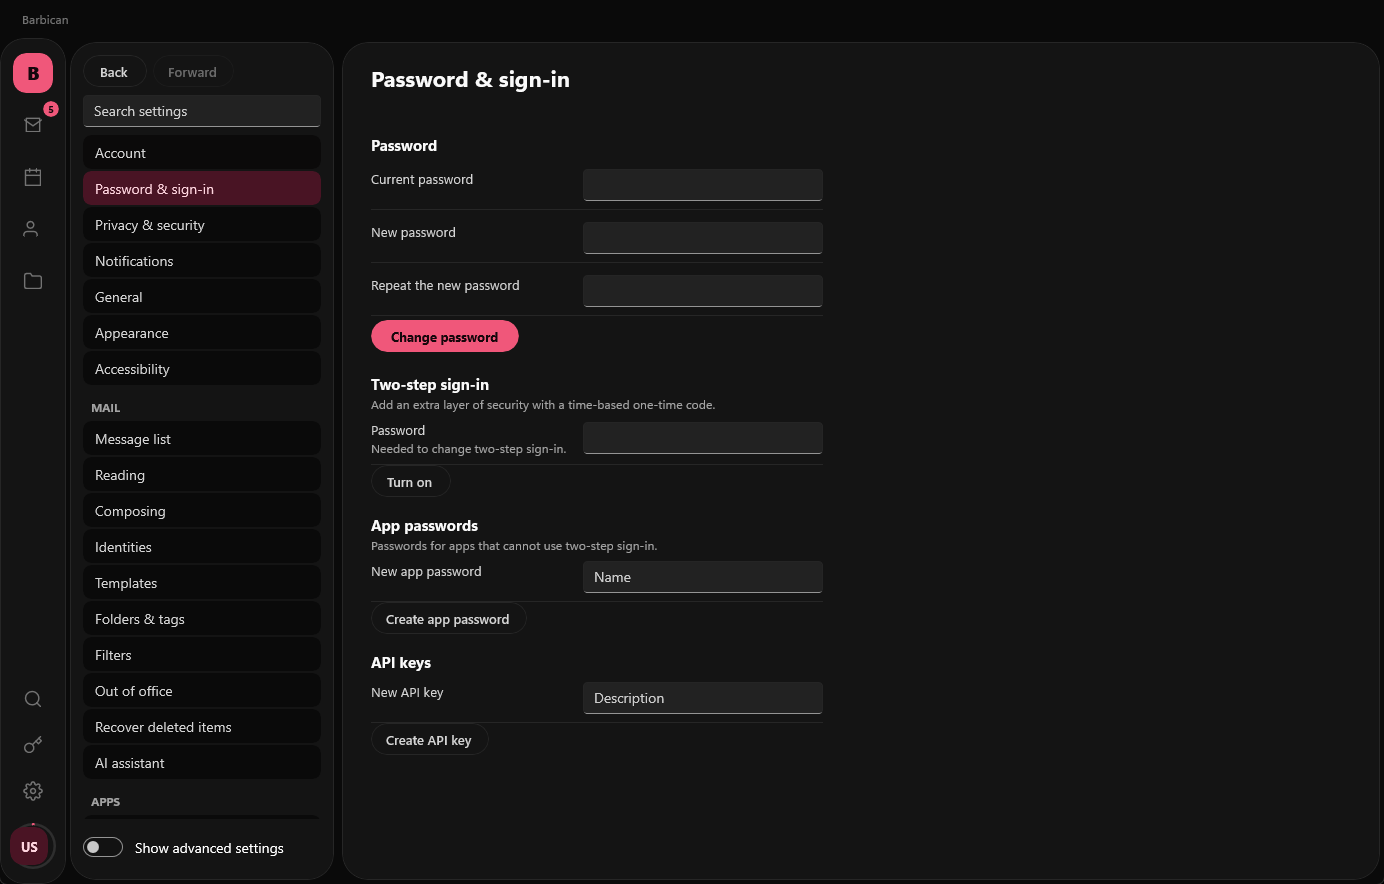 Barbican
B
5
US
Back
Forward
Search settings
Account
Password & sign-in
Privacy & security
Notifications
General
Appearance
Accessibility
MAIL
Message list
Reading
Composing
Identities
Templates
Folders & tags
Filters
Out of office
Recover deleted items
AI assistant
APPS
Show advanced settings
Password & sign-in
Password
Current password
New password
Repeat the new password
Change password
Two-step sign-in
Add an extra layer of security with a time-based one-time code.
Password
Needed to change two-step sign-in.
Turn on
App passwords
Passwords for apps that cannot use two-step sign-in.
New app password
Name
Create app password
API keys
New API key
Description
Create API key